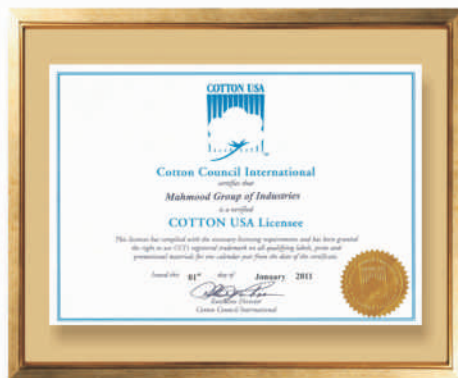 COTTON USA
Cotton Council International
certifies that
Mahmood Group of Industries
is a certified
COTTON USA Licensee
This licensee has complied with the necessary licensing requirements and has been granted
the right to use CCI's registered trademark on all qualifying labels, print and
promotional materials for one calendar year from the date of the certificate.
Issued this 01st day of January 2011
Executive Director
Cotton Council International